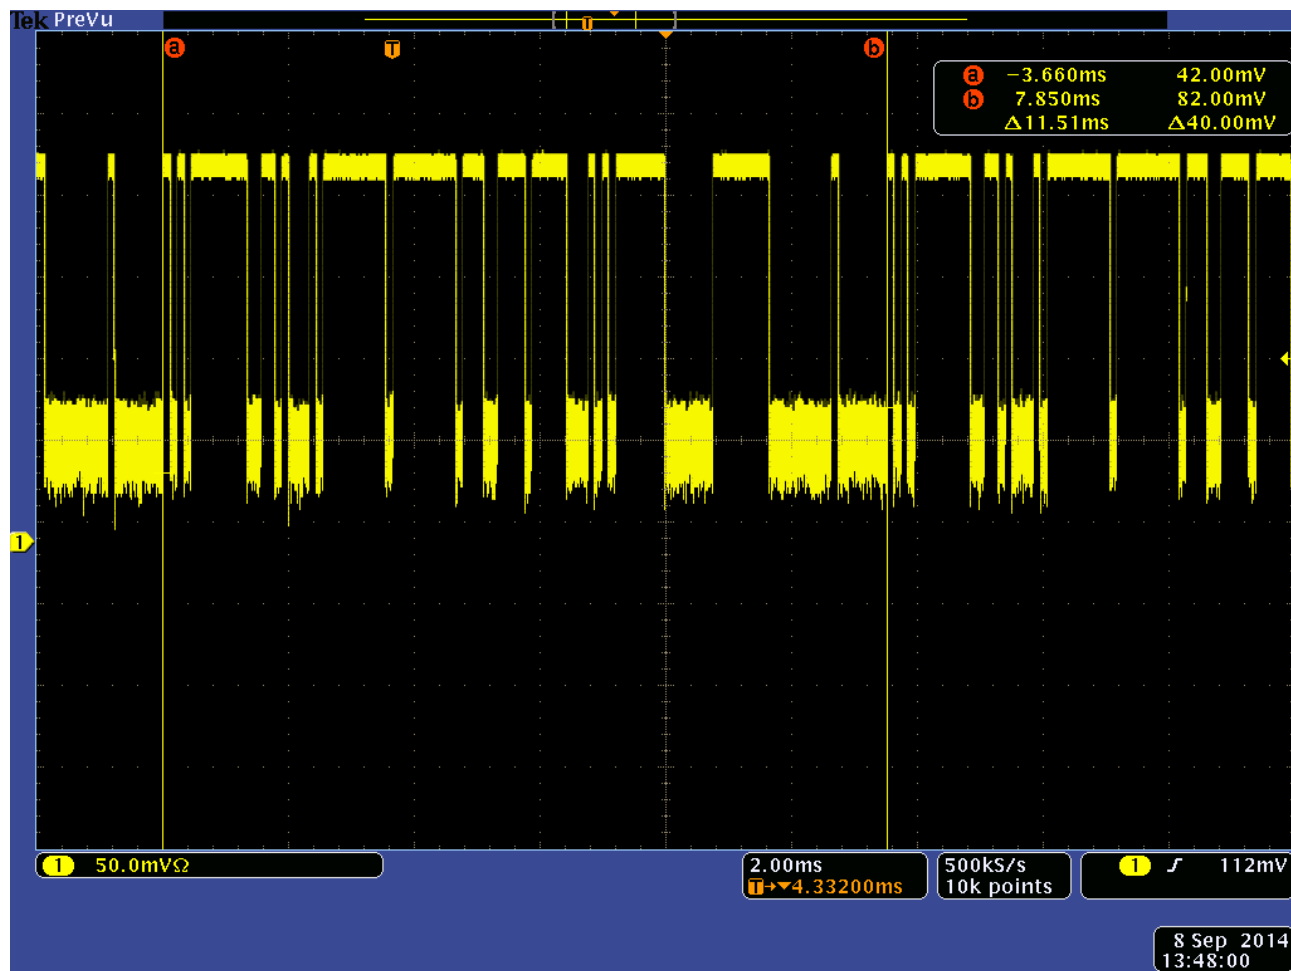 Tek PreVu
T
a T b
a -3.660ms 42.00mV
b 7.850ms 82.00mV
Δ11.51ms Δ40.00mV
1
1 50.0mVΩ
2.00ms
T→▼4.33200ms
500kS/s
10k points
1 ʃ 112mV
8 Sep 2014
13:48:00